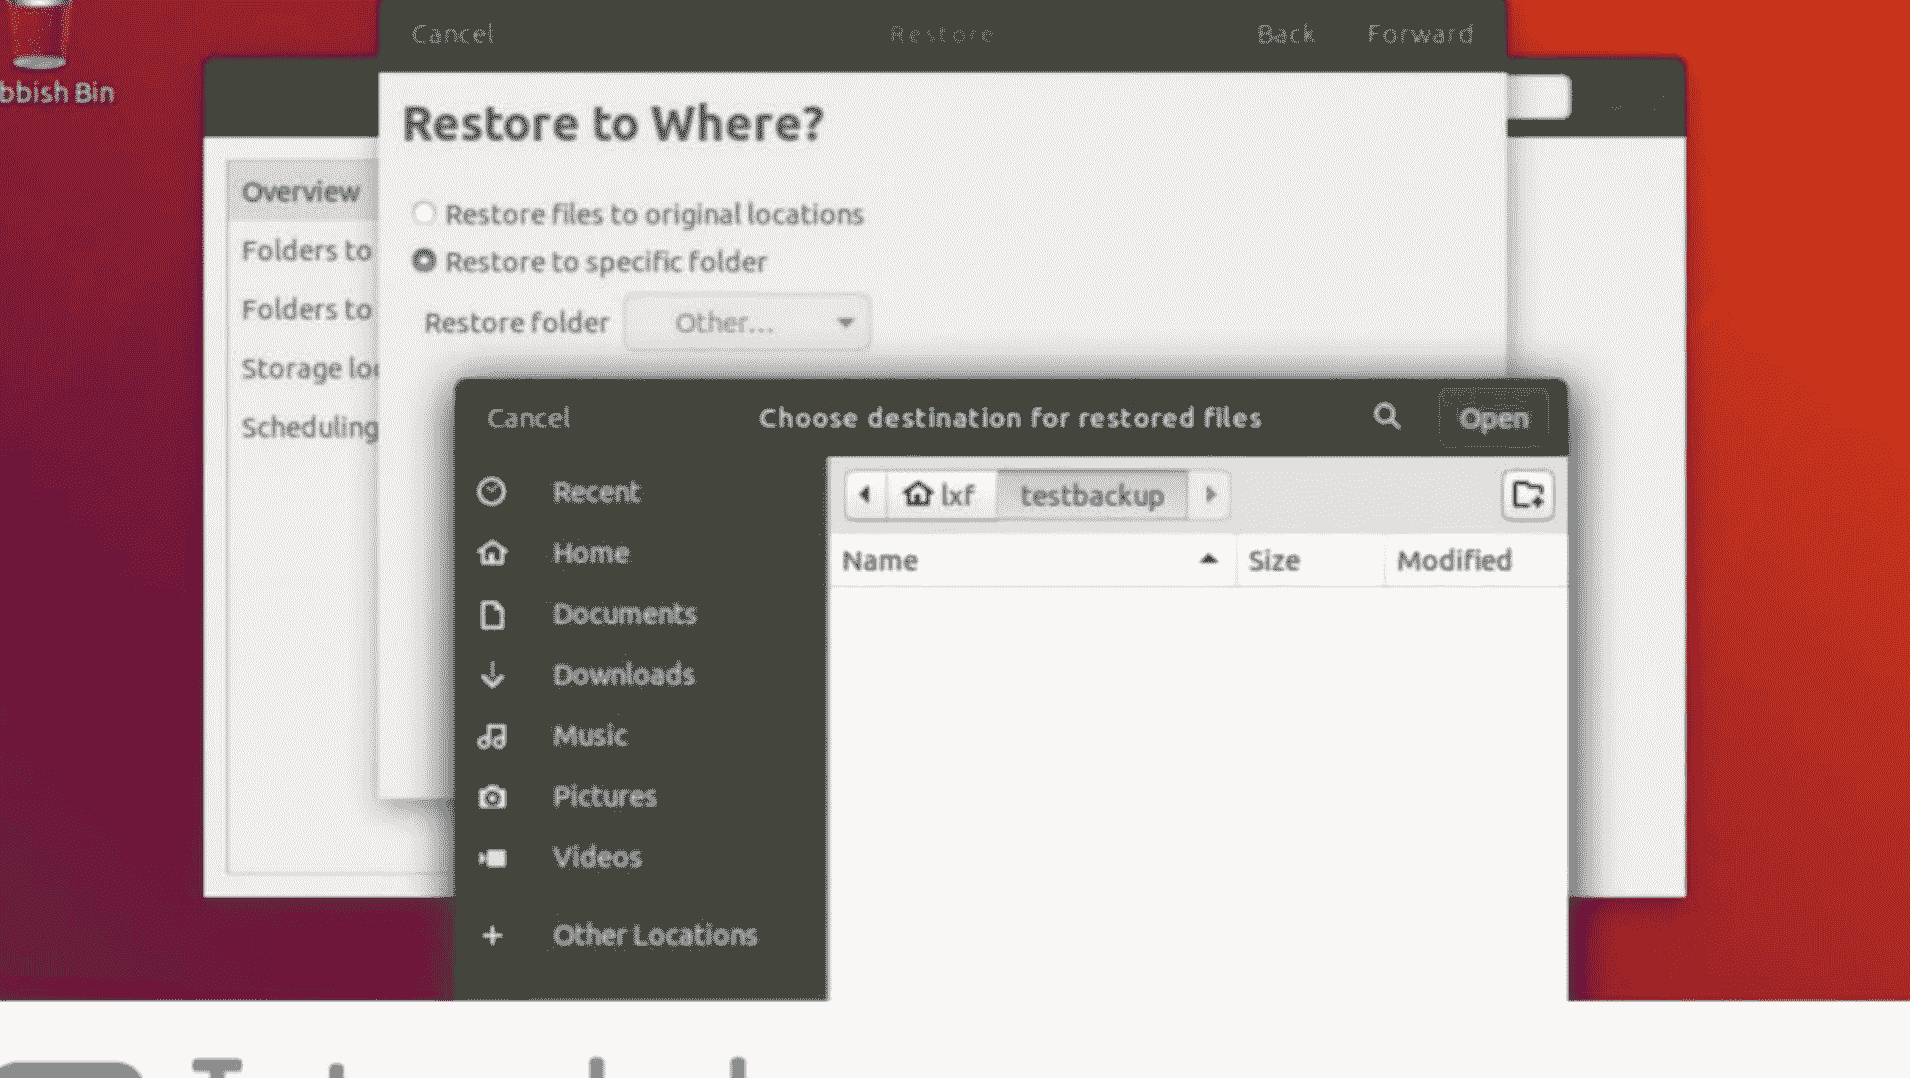 Cancel Restore Back Forward
bbish Bin
Restore to Where?
Overview
Restore files to original locations
Folders to
Restore to specific folder
Folders to
Restore folder Other...
Storage loc
Cancel Choose destination for restored files Open
Scheduling
Recent
lxf testbackup
Home
Name Size Modified
Documents
Downloads
Music
Pictures
Videos
Other Locations